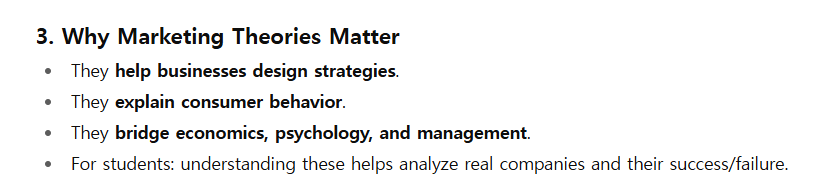 3. Why Marketing Theories Matter
• They help businesses design strategies.
• They explain consumer behavior.
• They bridge economics, psychology, and management.
• For students: understanding these helps analyze real companies and their success/failure.